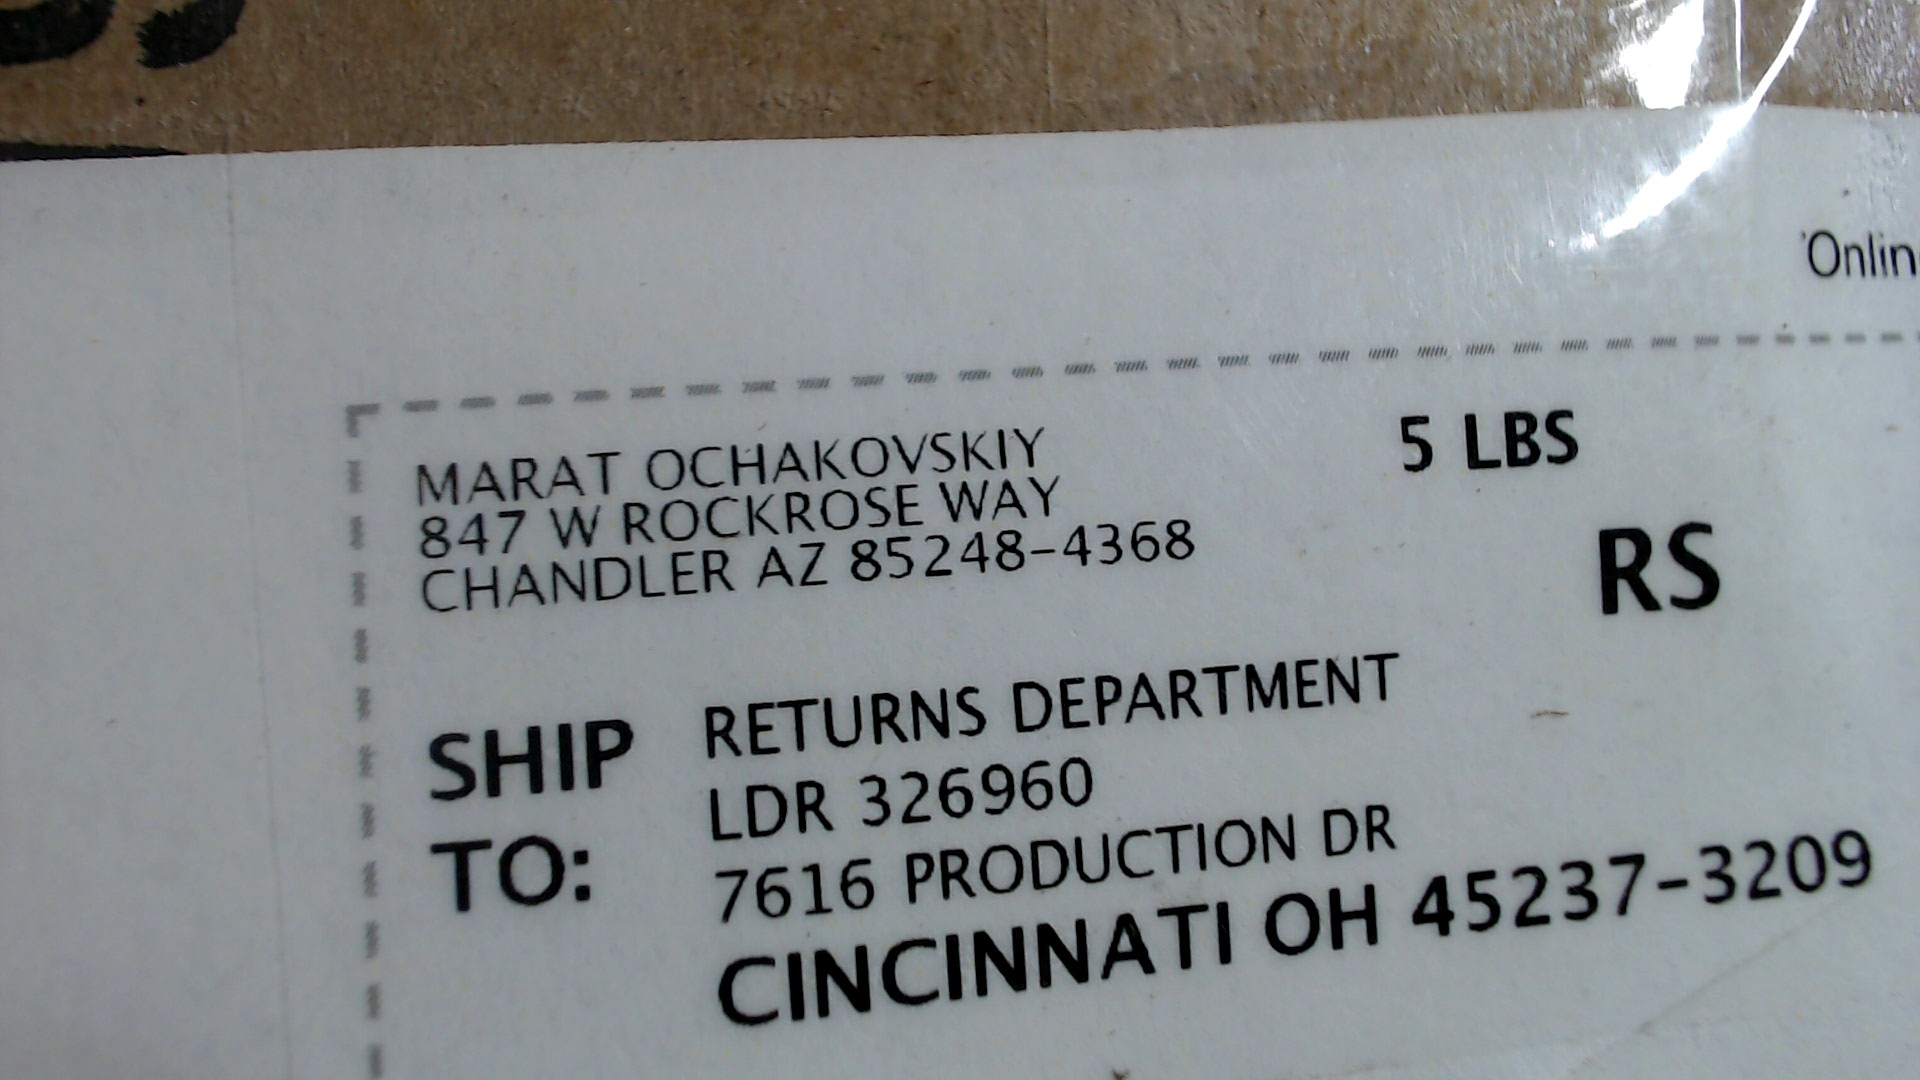 Onlin
MARAT OCHAKOVSKIY
847 W ROCKROSE WAY
CHANDLER AZ 85248-4368
5 LBS
RS
SHIP
TO:
RETURNS DEPARTMENT
LDR 326960
7616 PRODUCTION DR
CINCINNATI OH 45237-3209